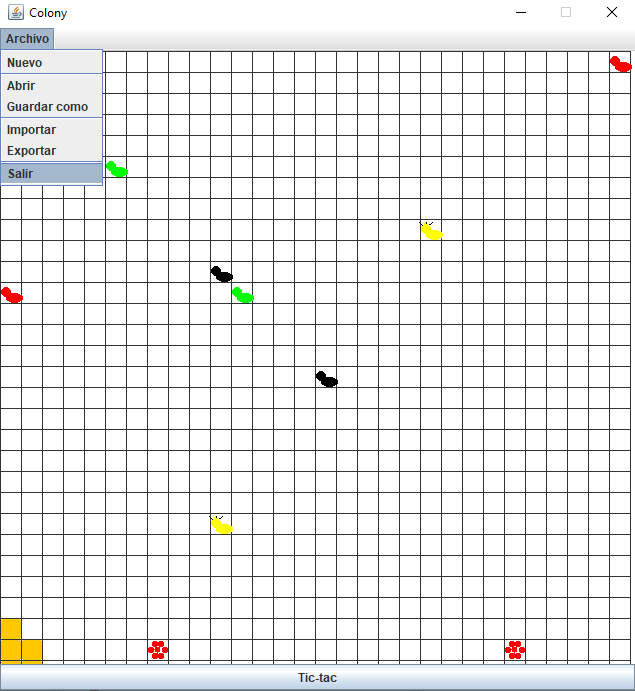 Colony
Archivo
Nuevo
Abrir
Guardar como
Importar
Exportar
Salir
Tic-tac